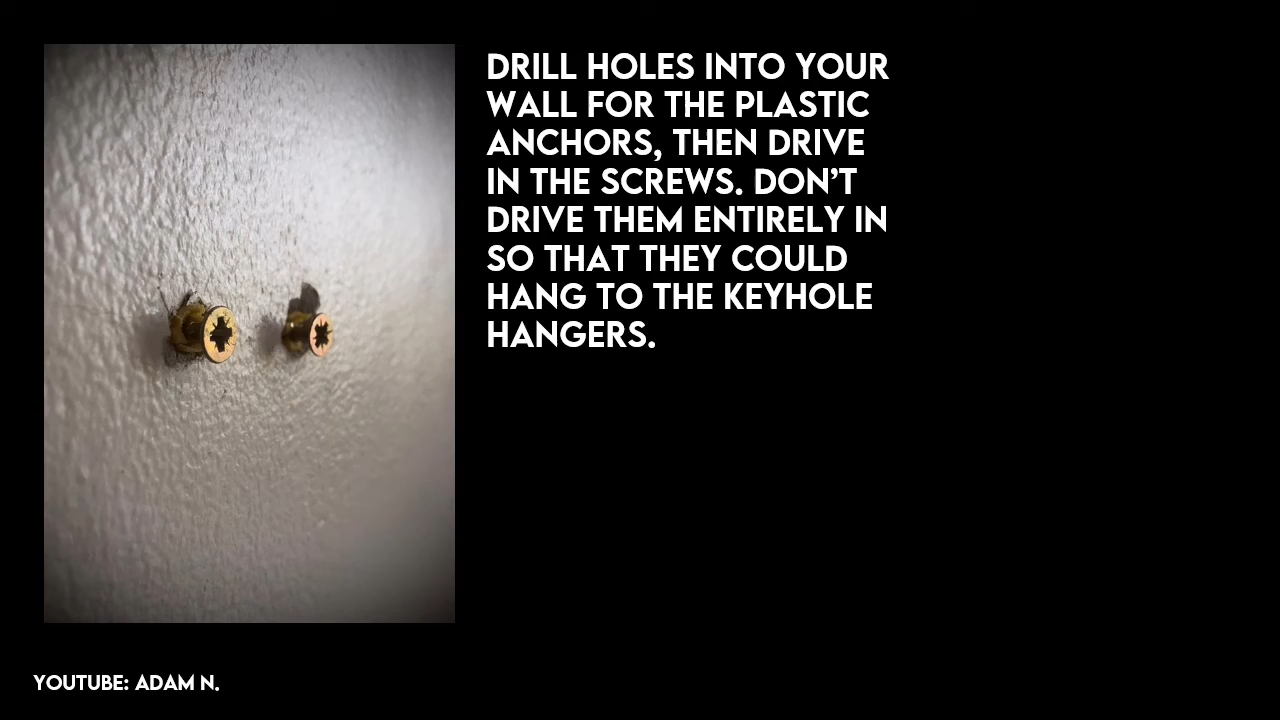 DRILL HOLES INTO YOUR
WALL FOR THE PLASTIC
ANCHORS, THEN DRIVE
IN THE SCREWS. DON'T
DRIVE THEM ENTIRELY IN
SO THAT THEY COULD
HANG TO THE KEYHOLE
HANGERS.
YOUTUBE: ADAM N.